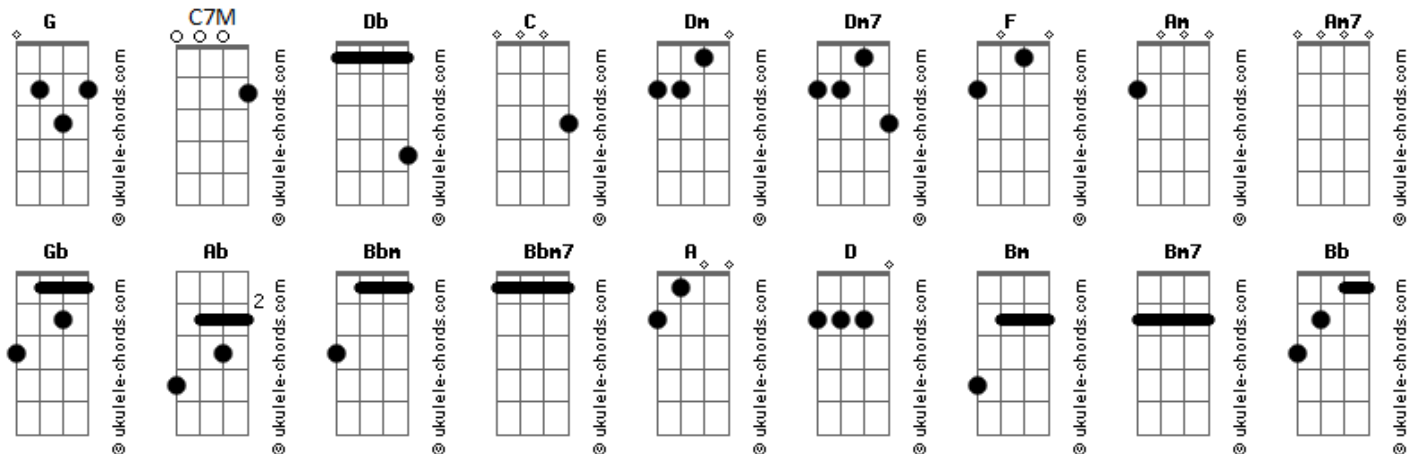 G C7M Db C Dm Dm7 F Am Am7
© ukulele-chords.com © ukulele-chords.com © ukulele-chords.com © ukulele-chords.com © ukulele-chords.com © ukulele-chords.com © ukulele-chords.com © ukulele-chords.com © ukulele-chords.com
Gb Ab Bbm Bbm7 A D Bm Bm7 Bb
2
© ukulele-chords.com © ukulele-chords.com © ukulele-chords.com © ukulele-chords.com © ukulele-chords.com © ukulele-chords.com © ukulele-chords.com © ukulele-chords.com © ukulele-chords.com